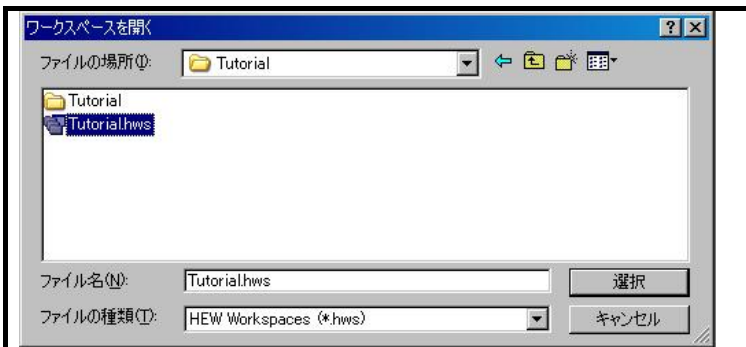 ワークスペースを開く
ファイルの場所(I): Tutorial
Tutorial
Tutorial.hws
ファイル名(N): Tutorial.hws 選択
ファイルの種類(T): HEW Workspaces (*.hws) キャンセル